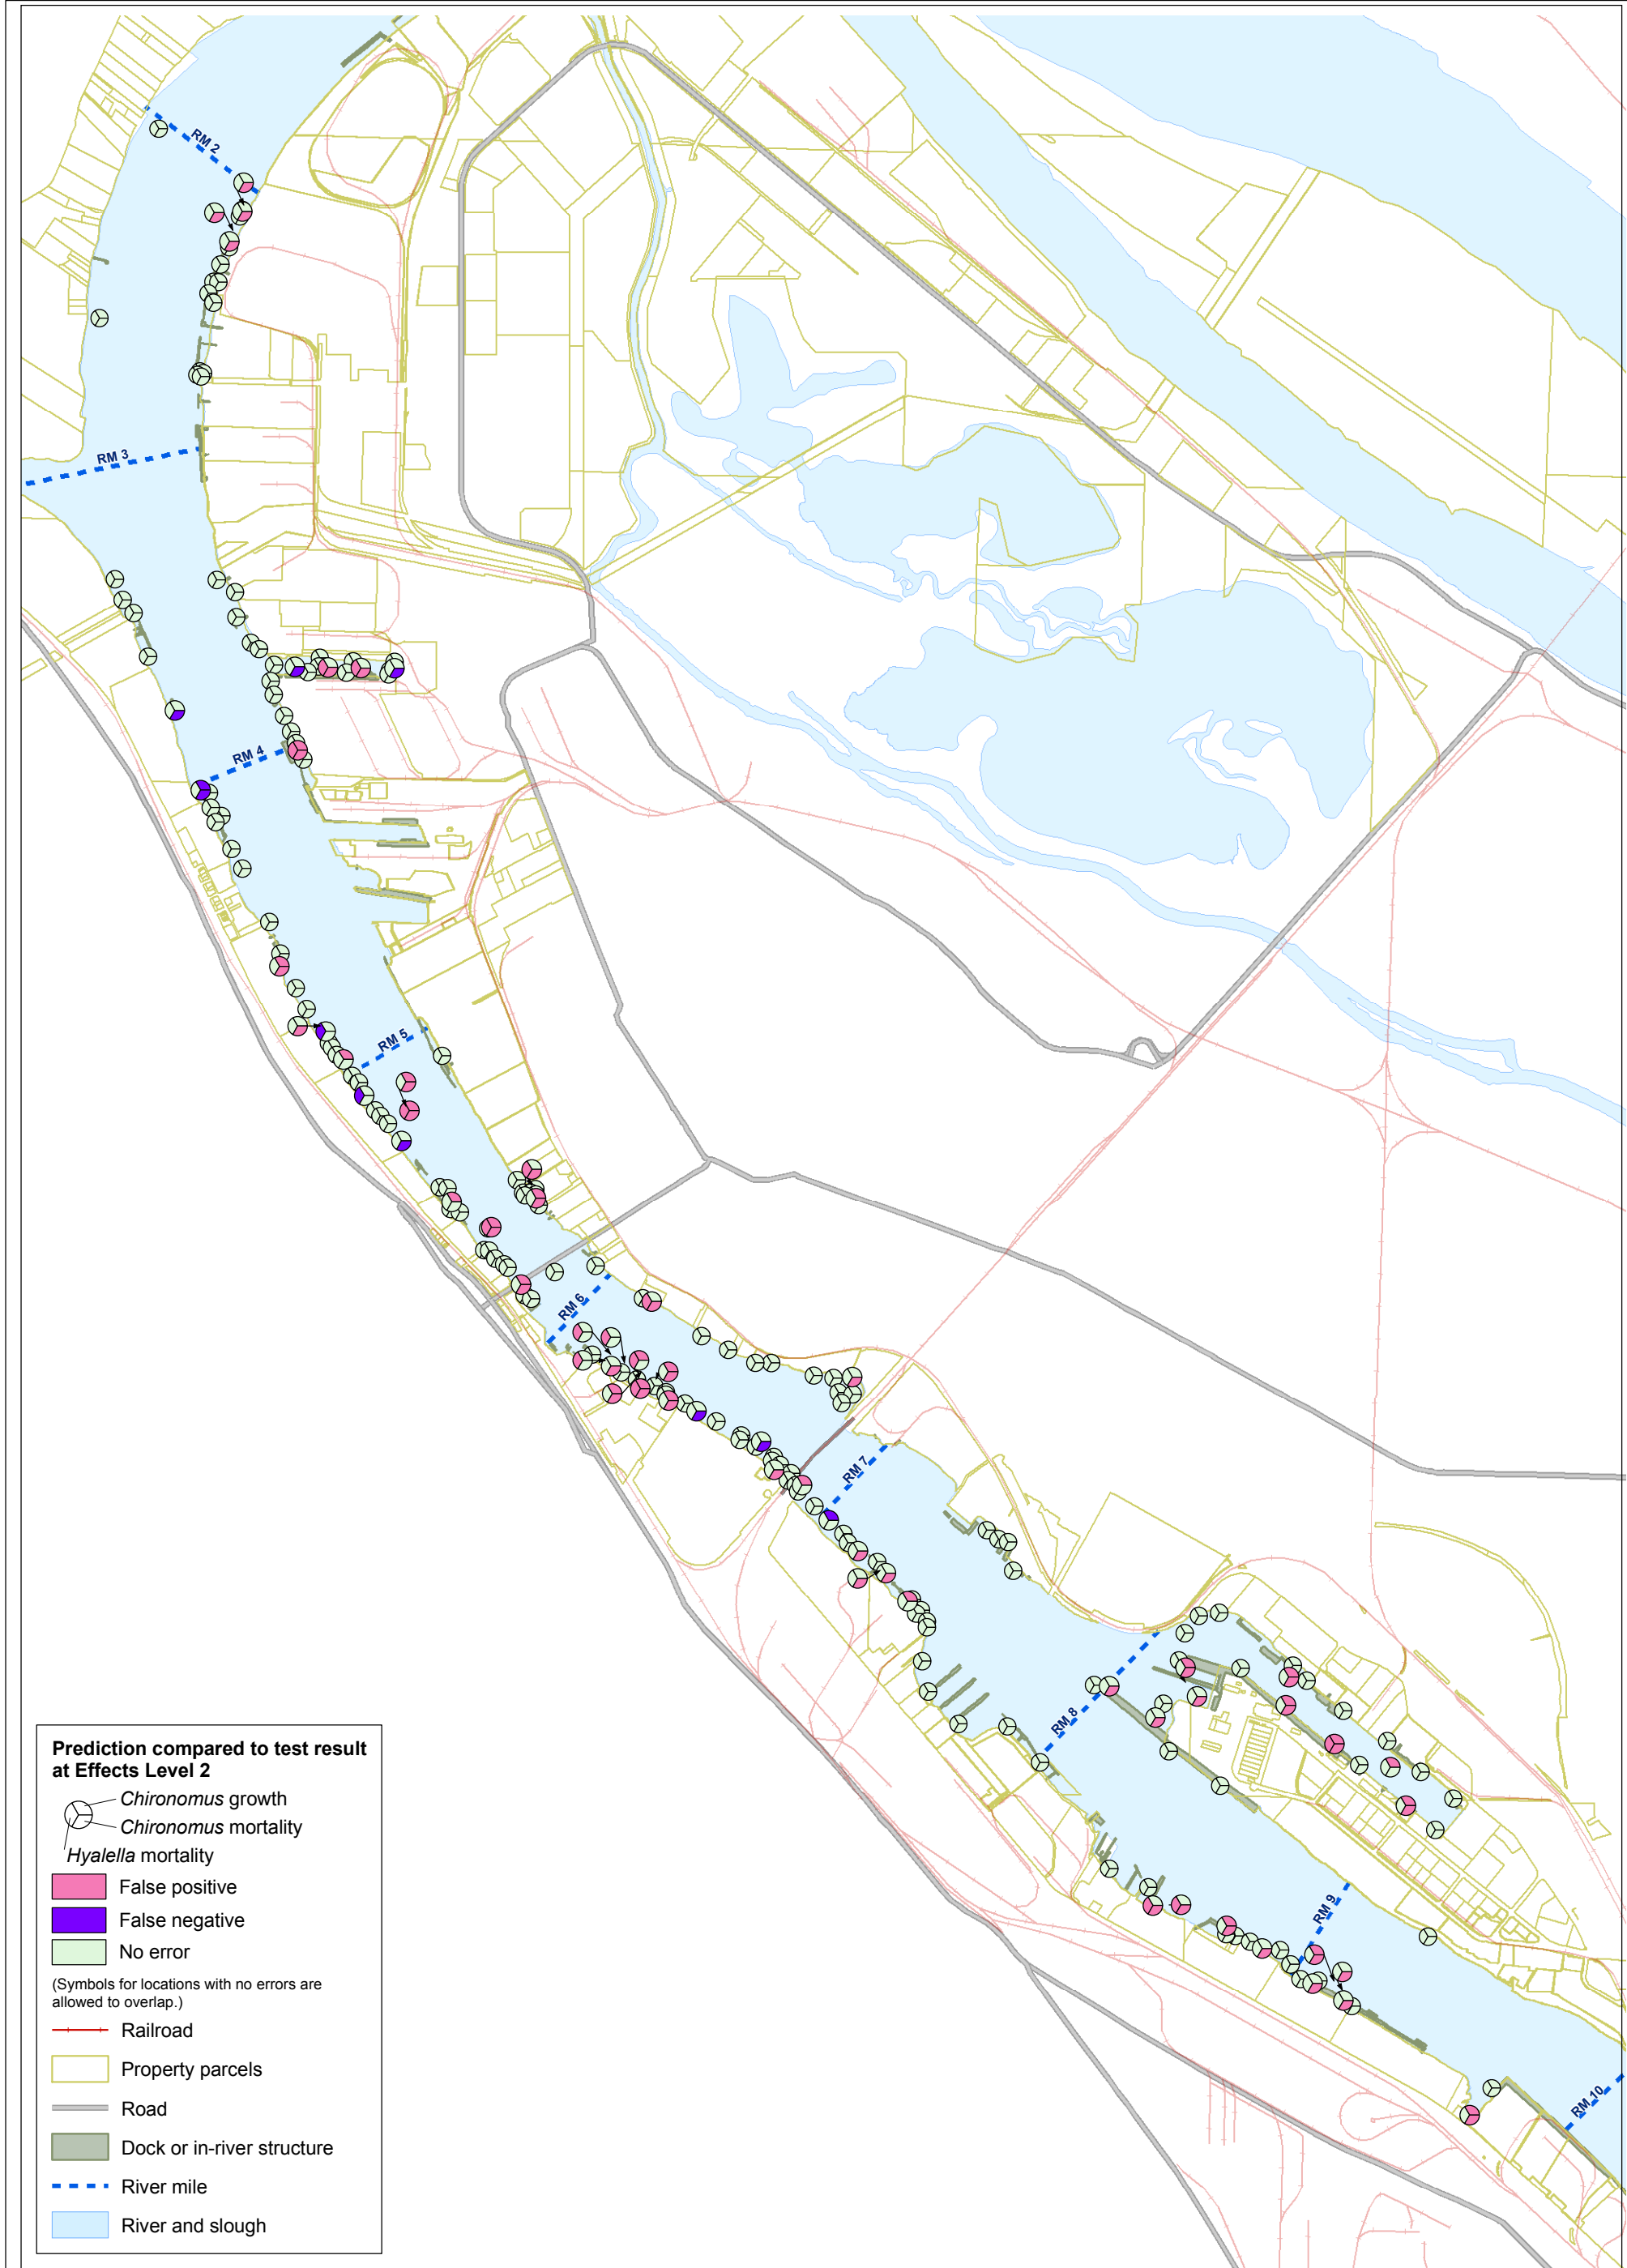 RM 2
RM 3
RM 4
RM 5
RM 6
RM 7
RM 8
RM 9
RM 10
Prediction compared to test result
at Effects Level 2
Chironomus growth
Chironomus mortality
Hyalella mortality
False positive
False negative
No error
(Symbols for locations with no errors are
allowed to overlap.)
Railroad
Property parcels
Road
Dock or in-river structure
River mile
River and slough